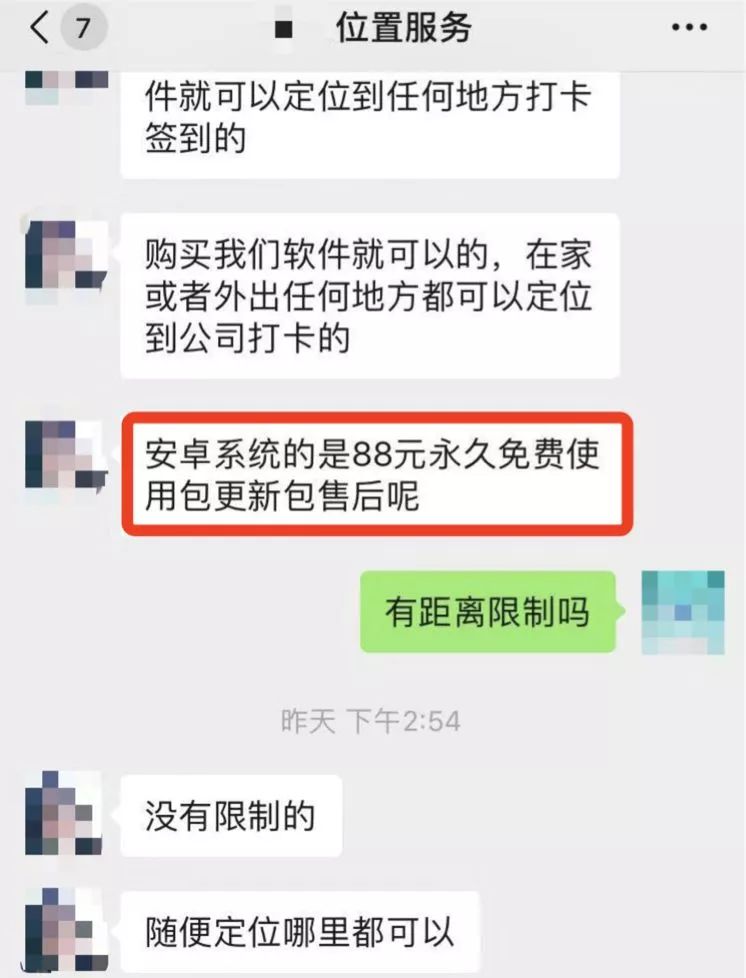 7
位置服务
件就可以定位到任何地方打卡
签到的
购买我们软件就可以的，在家
或者外出任何地方都可以定位
到公司打卡的
安卓系统的是88元永久免费使
用包更新包售后呢
有距离限制吗
昨天 下午2:54
没有限制的
随便定位哪里都可以